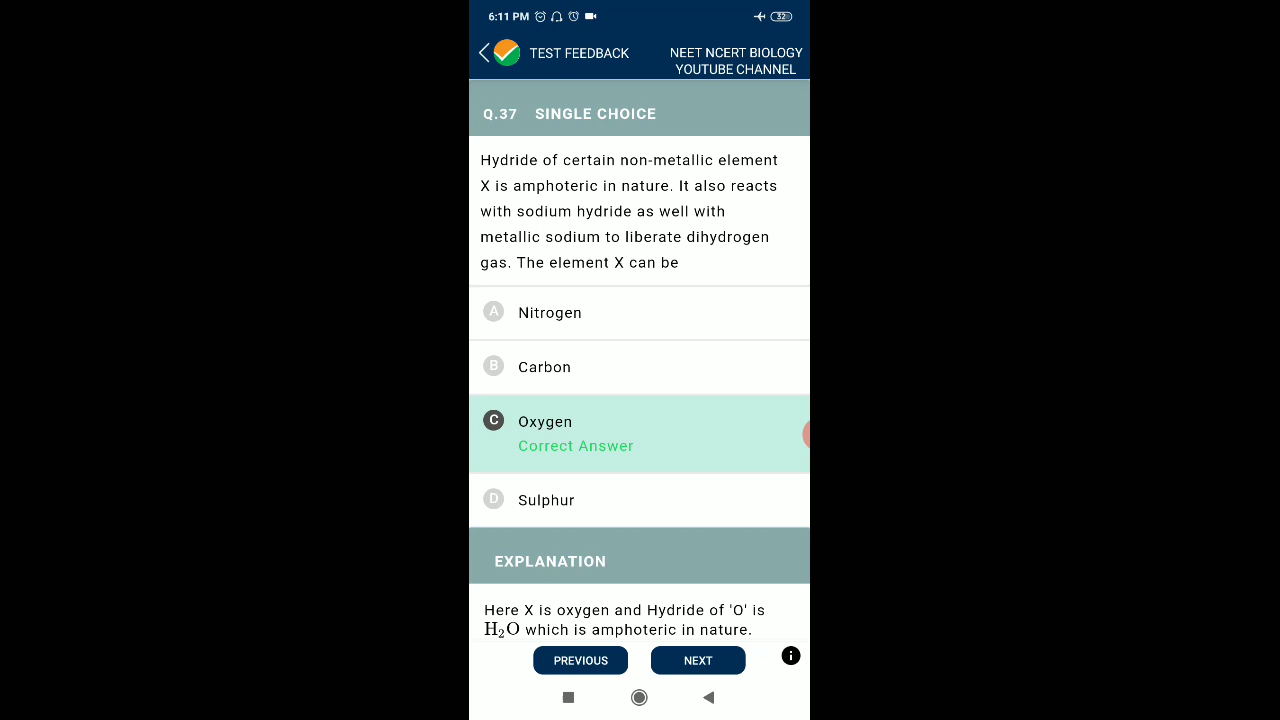 6:11 PM 32
TEST FEEDBACK
NEET NCERT BIOLOGY
YOUTUBE CHANNEL
Q.37 SINGLE CHOICE
Hydride of certain non-metallic element
X is amphoteric in nature. It also reacts
with sodium hydride as well with
metallic sodium to liberate dihydrogen
gas. The element X can be
A Nitrogen
B Carbon
C Oxygen
Correct Answer
D Sulphur
EXPLANATION
Here X is oxygen and Hydride of 'O' is
H₂O which is amphoteric in nature.
PREVIOUS NEXT i